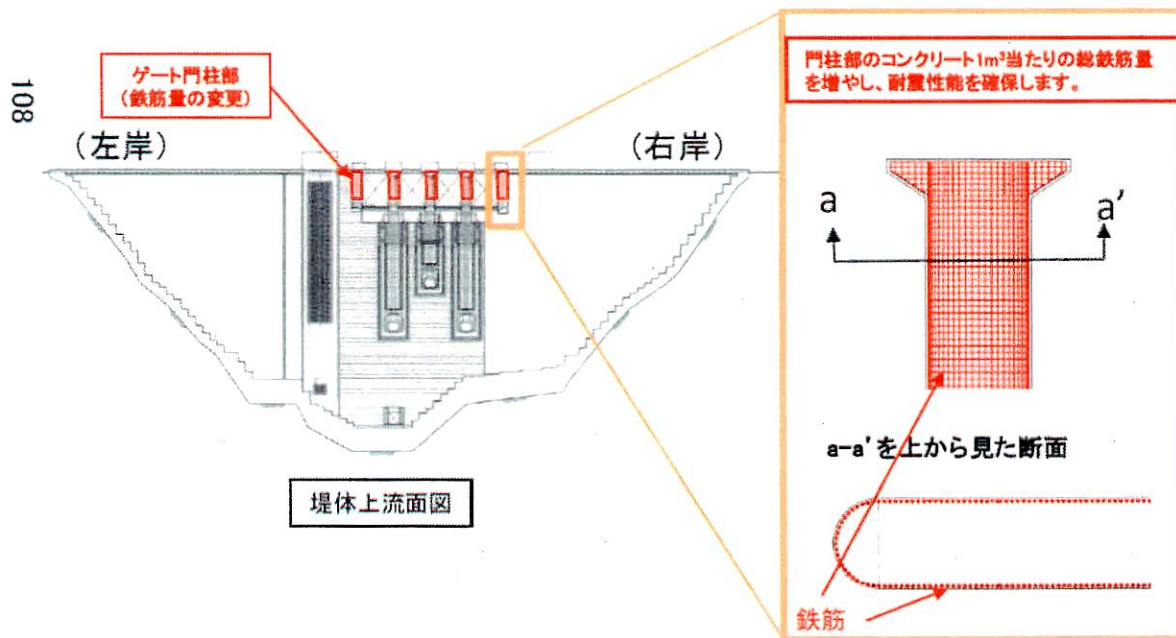 108
ゲート門柱部
(鉄筋量の変更)
(左岸)
(右岸)
堤体上流面図
門柱部のコンクリート1m³当たりの総鉄筋量
を増やし、耐震性能を確保します。
a
a'
a-a'を上から見た断面
鉄筋